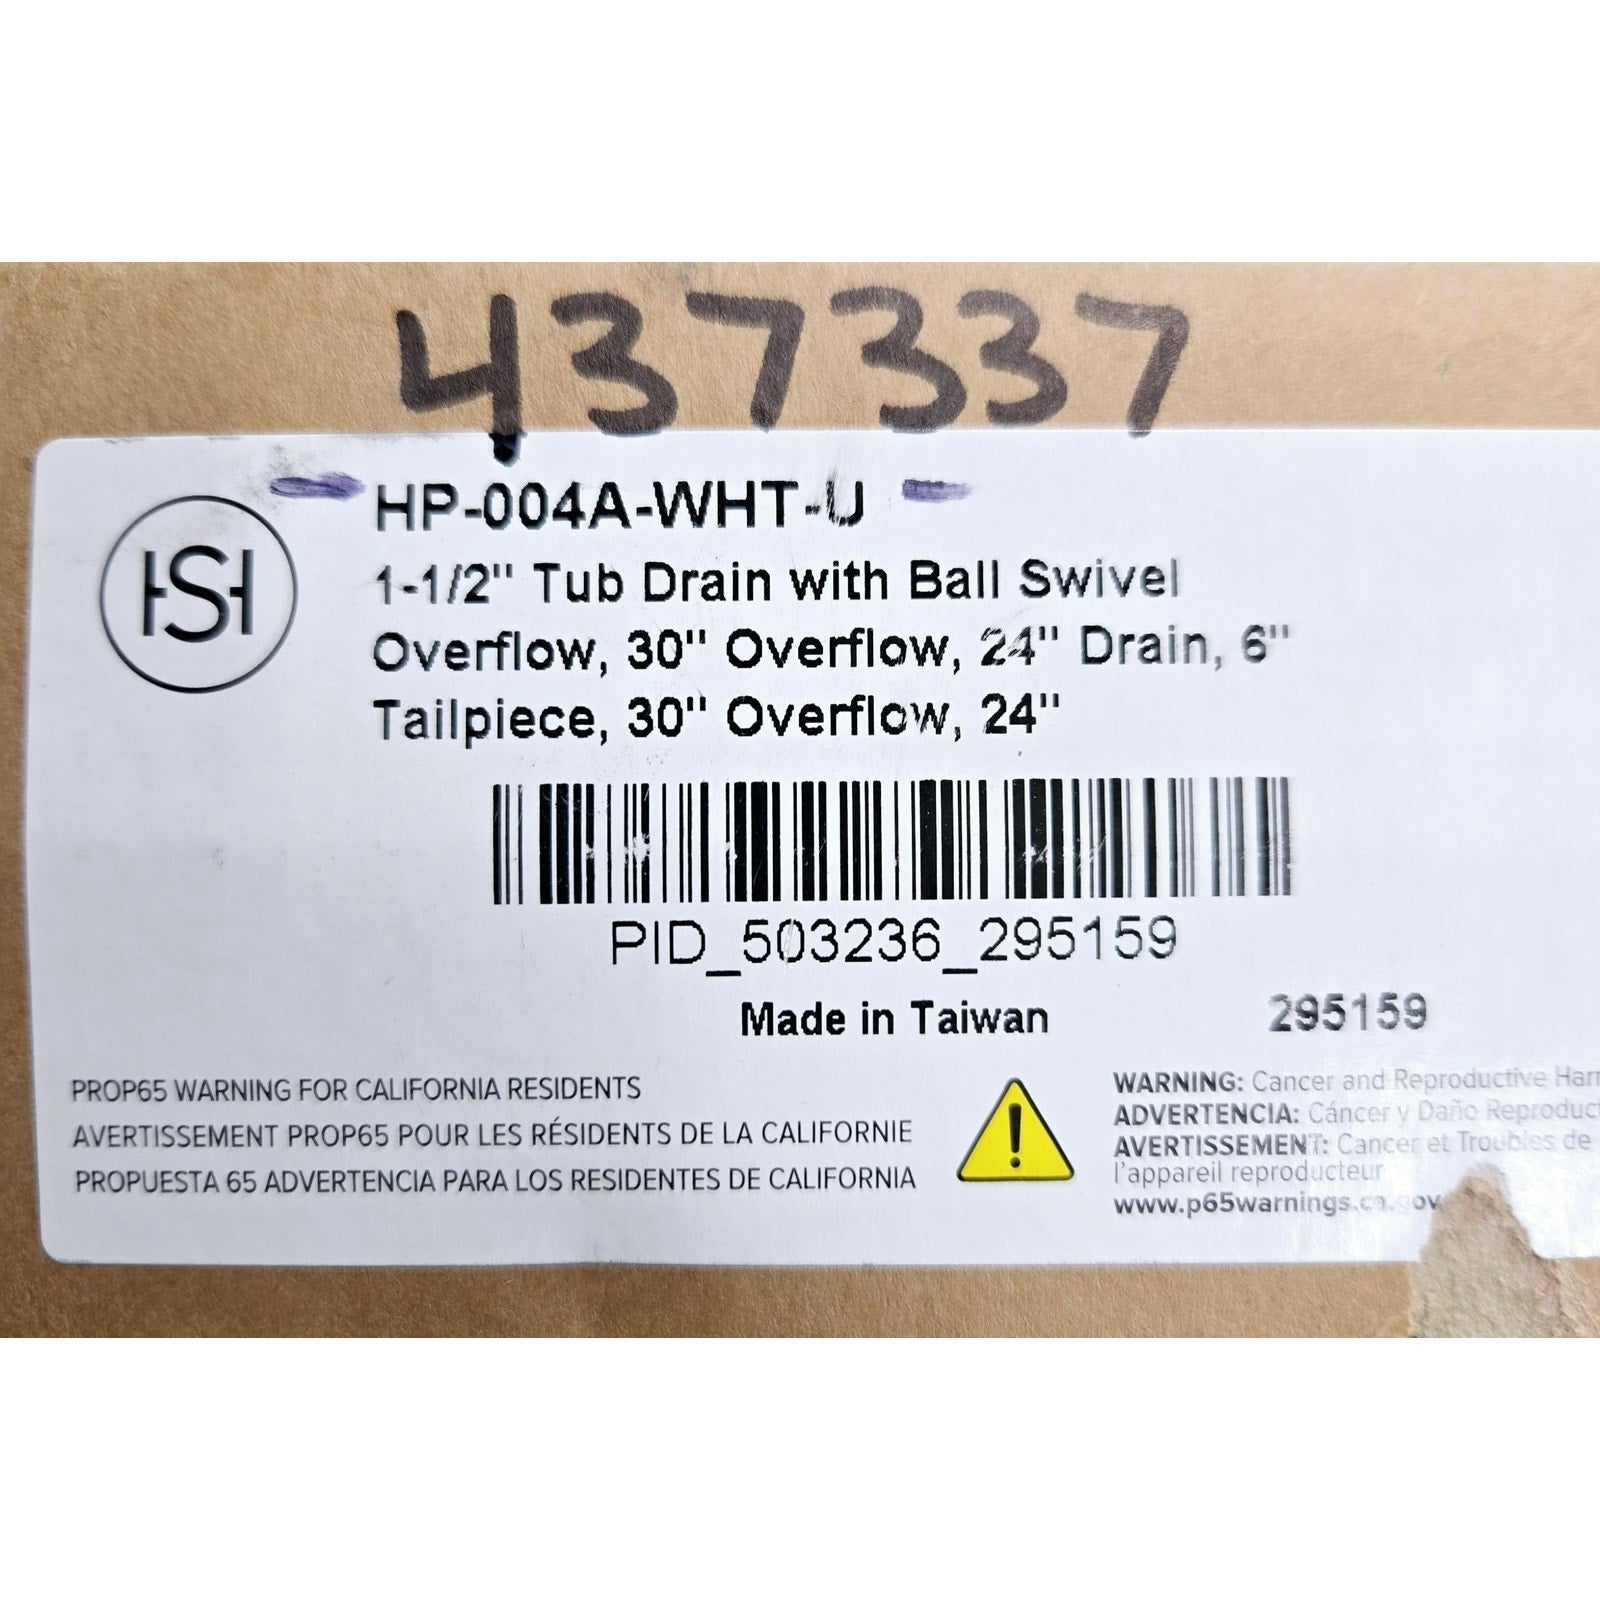 437337
HSH
HP-004A-WHT-U
1-1/2" Tub Drain with Ball Swivel
Overflow, 30" Overflow, 24" Drain, 6"
Tailpiece, 30" Overflow, 24"
PID_503236_295159
Made in Taiwan
295159
PROP65 WARNING FOR CALIFORNIA RESIDENTS
AVERTISSEMENT PROP65 POUR LES RÉSIDENTS DE LA CALIFORNIE
PROPUESTA 65 ADVERTENCIA PARA LOS RESIDENTES DE CALIFORNIA
WARNING: Cancer and Reproductive
ADVERTENCIA: Cáncer y Daño
AVERTISSEMENT: Cancer et Troubles de
l'appareil reproducteur
www.p65warnings.ca.gov